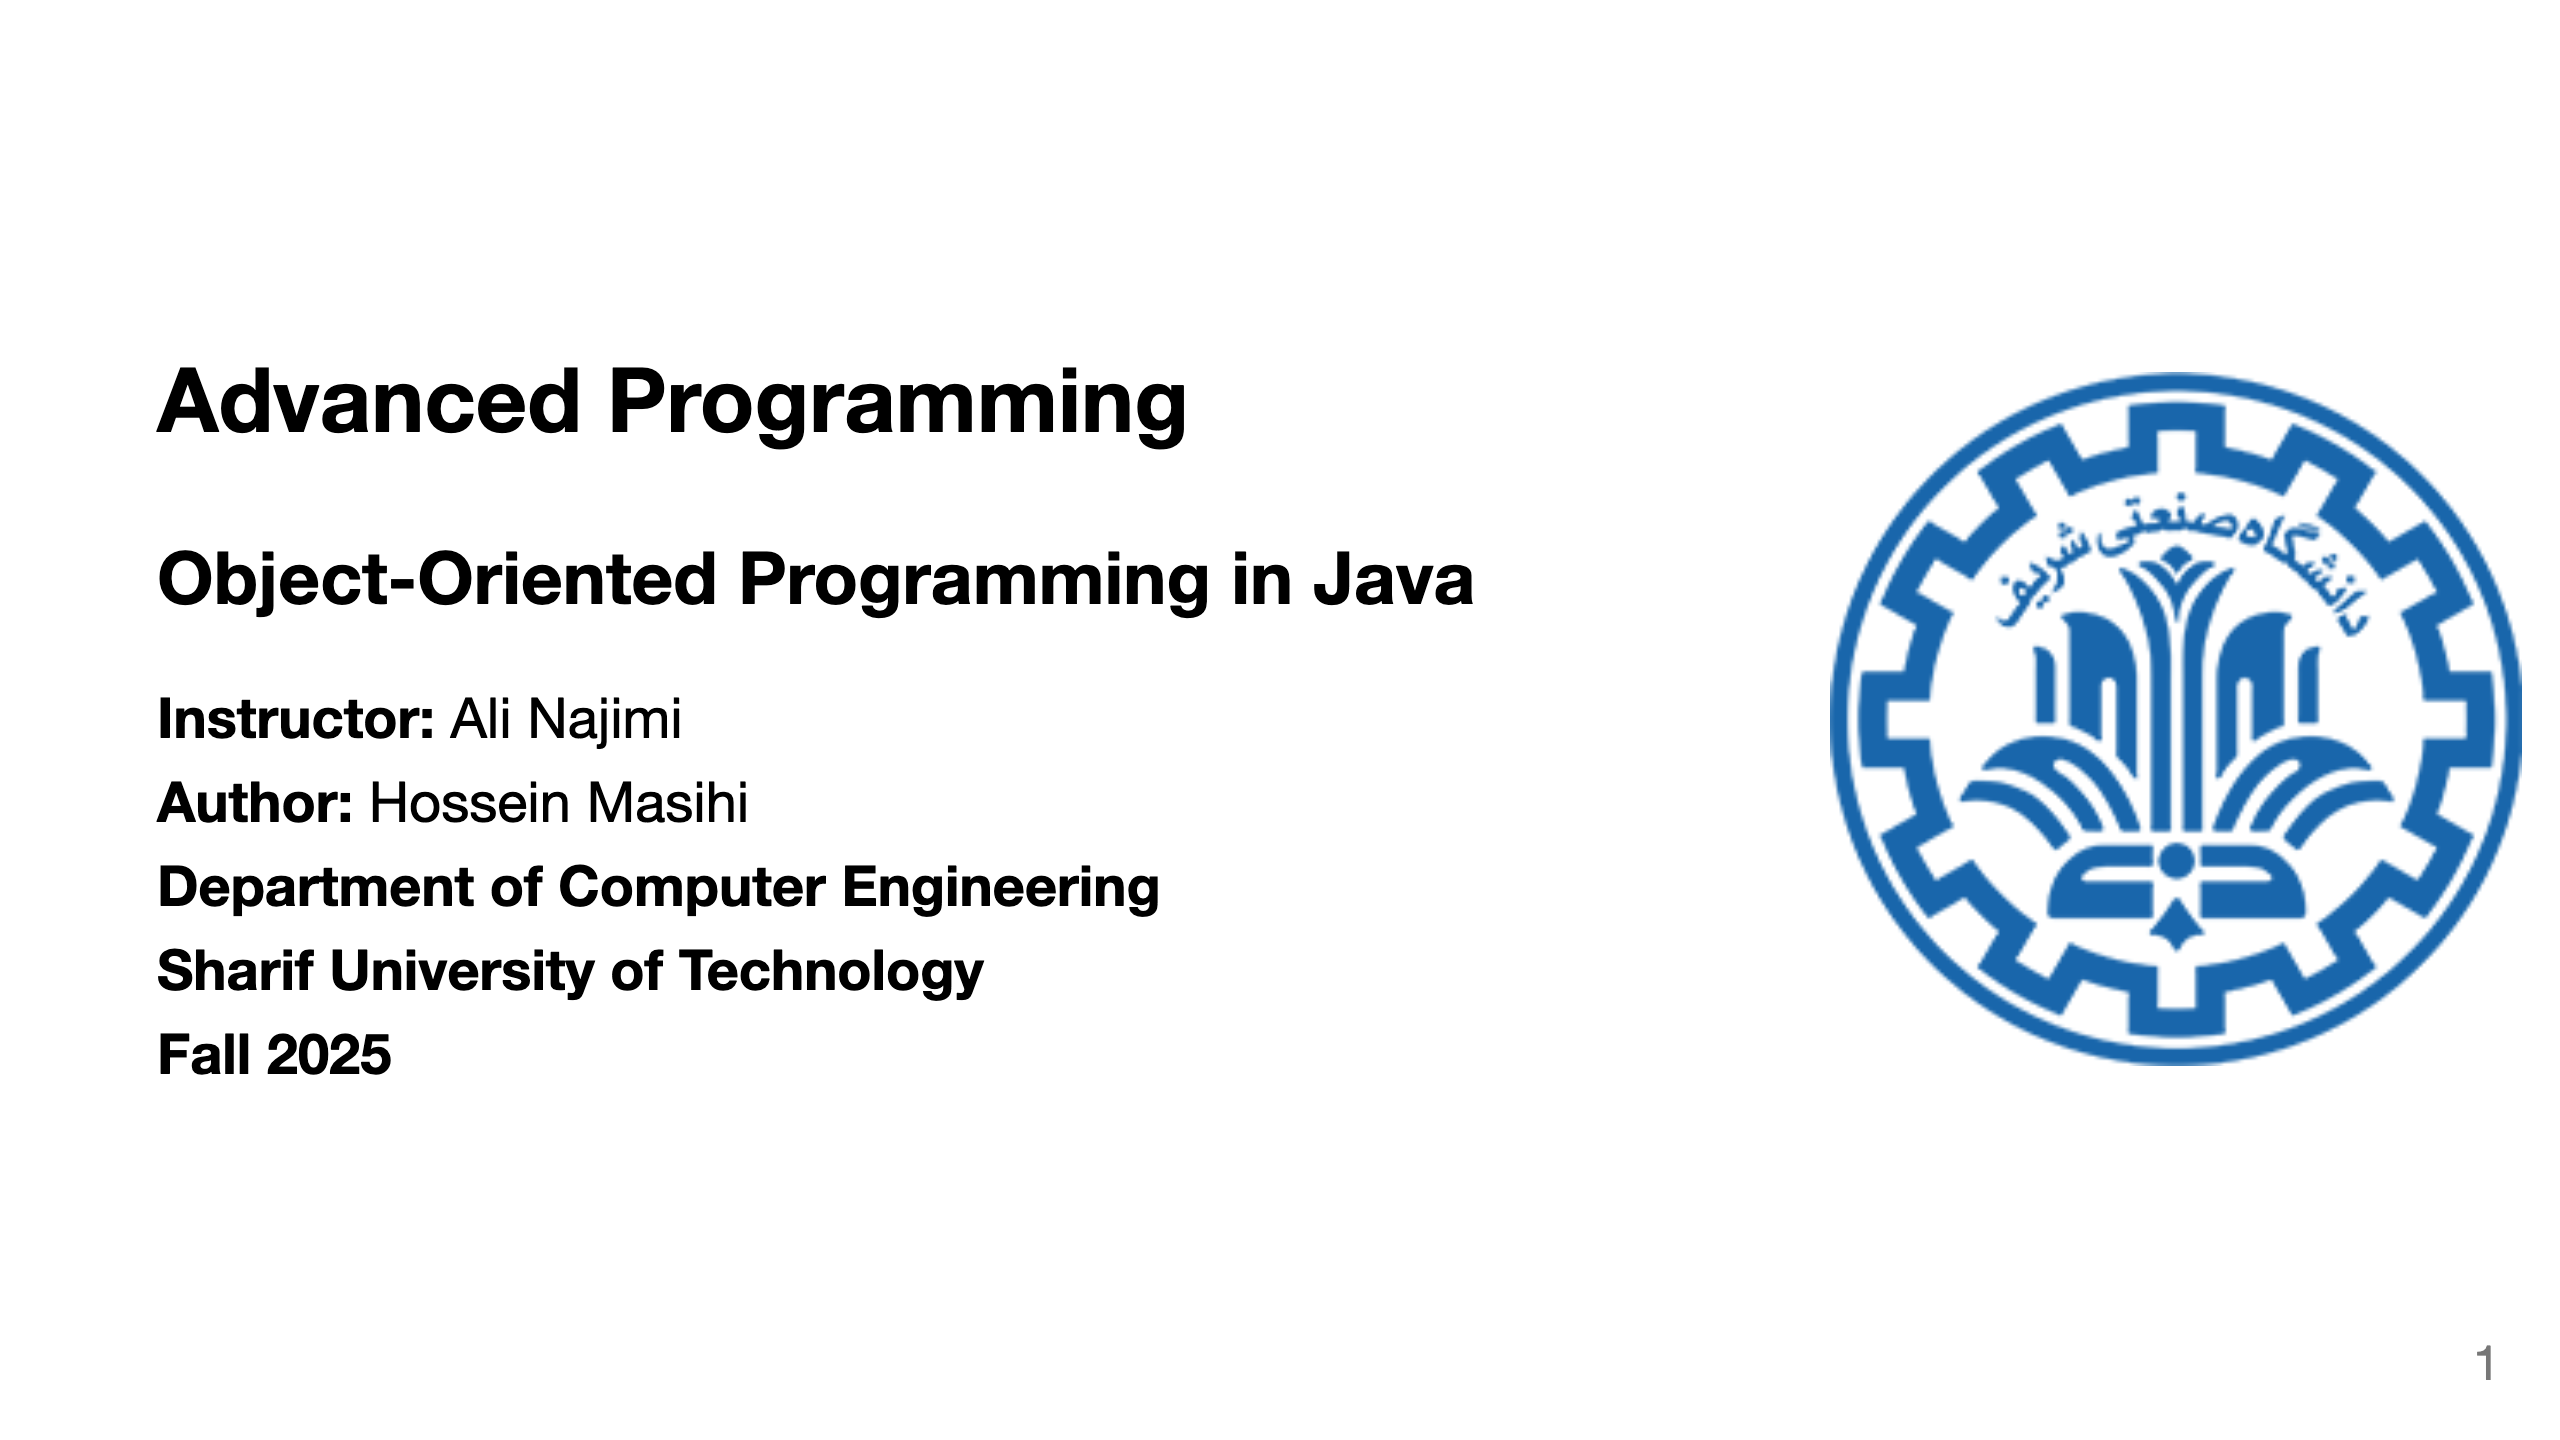 Advanced Programming
Object-Oriented Programming in Java
Instructor: Ali Najimi
Author: Hossein Masihi
Department of Computer Engineering
Sharif University of Technology
Fall 2025
دانشگاه صنعتی شریف
1